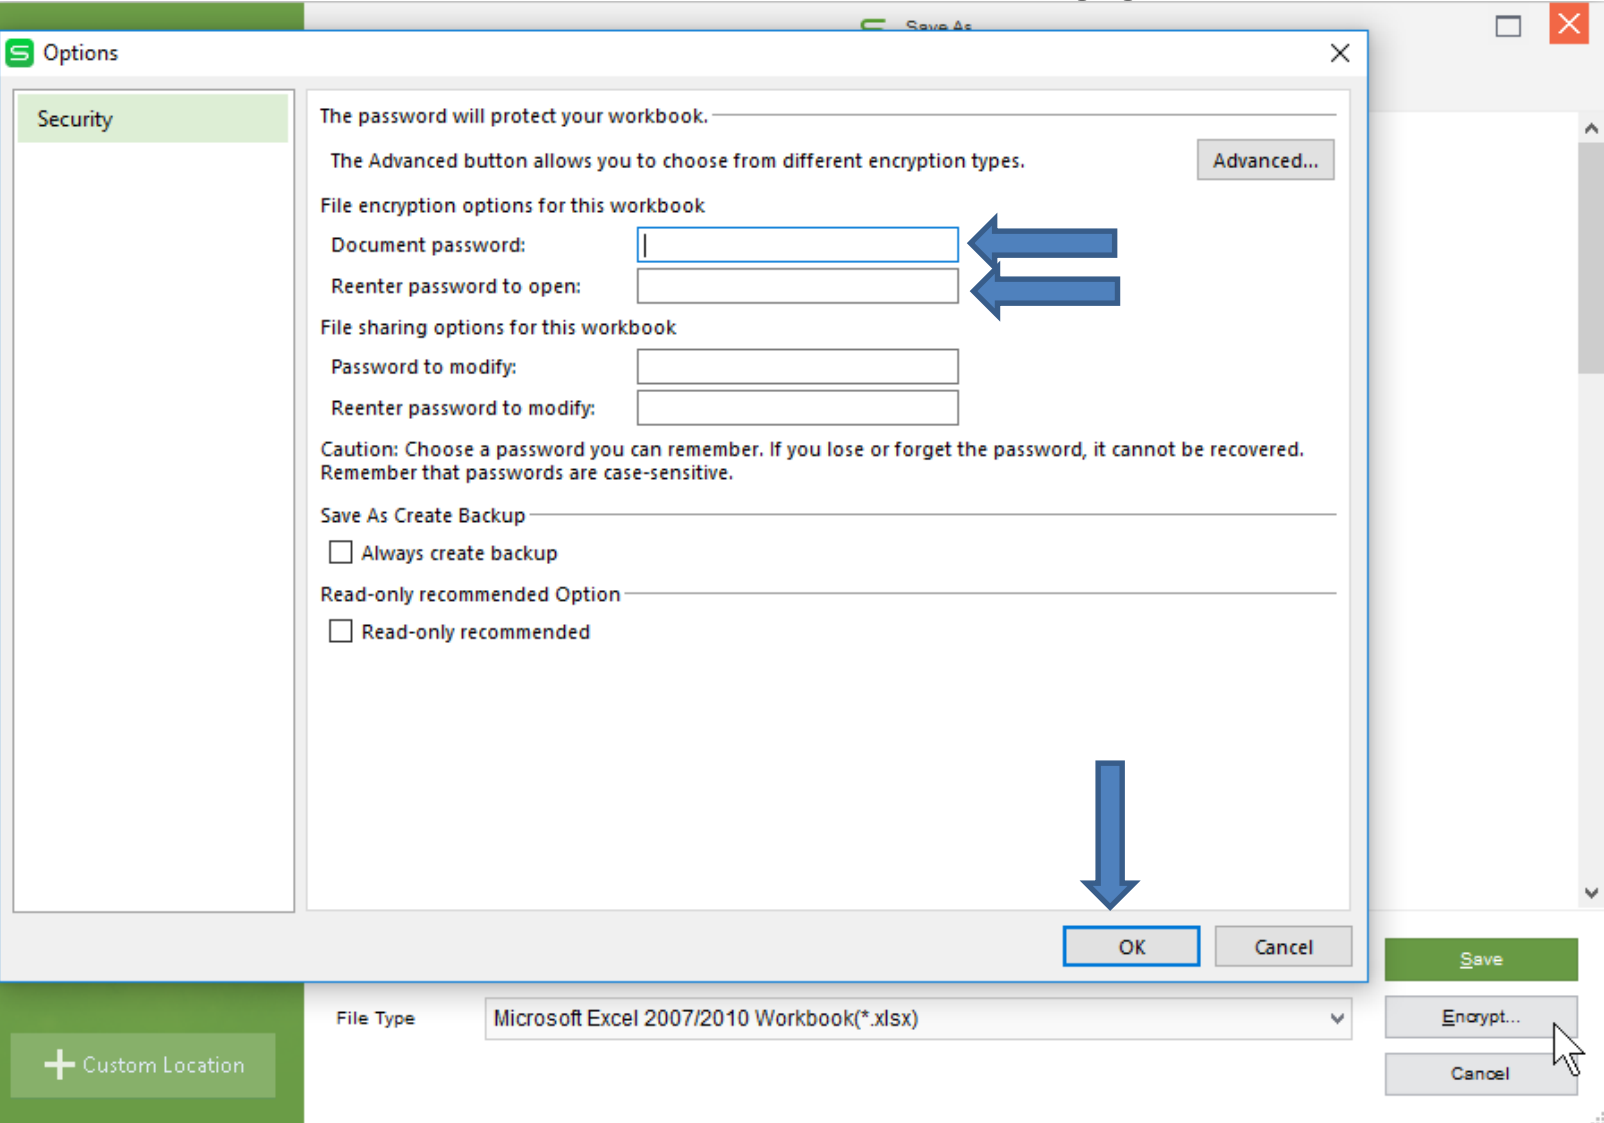 Save As
Options
Security
The password will protect your workbook.
The Advanced button allows you to choose from different encryption types.
Advanced...
File encryption options for this workbook
Document password:
Reenter password to open:
File sharing options for this workbook
Password to modify:
Reenter password to modify:
Caution: Choose a password you can remember. If you lose or forget the password, it cannot be recovered.
Remember that passwords are case-sensitive.
Save As Create Backup
Always create backup
Read-only recommended Option
Read-only recommended
OK
Cancel
Save
File Type
Microsoft Excel 2007/2010 Workbook(*.xlsx)
Encrypt...
Custom Location
Cancel